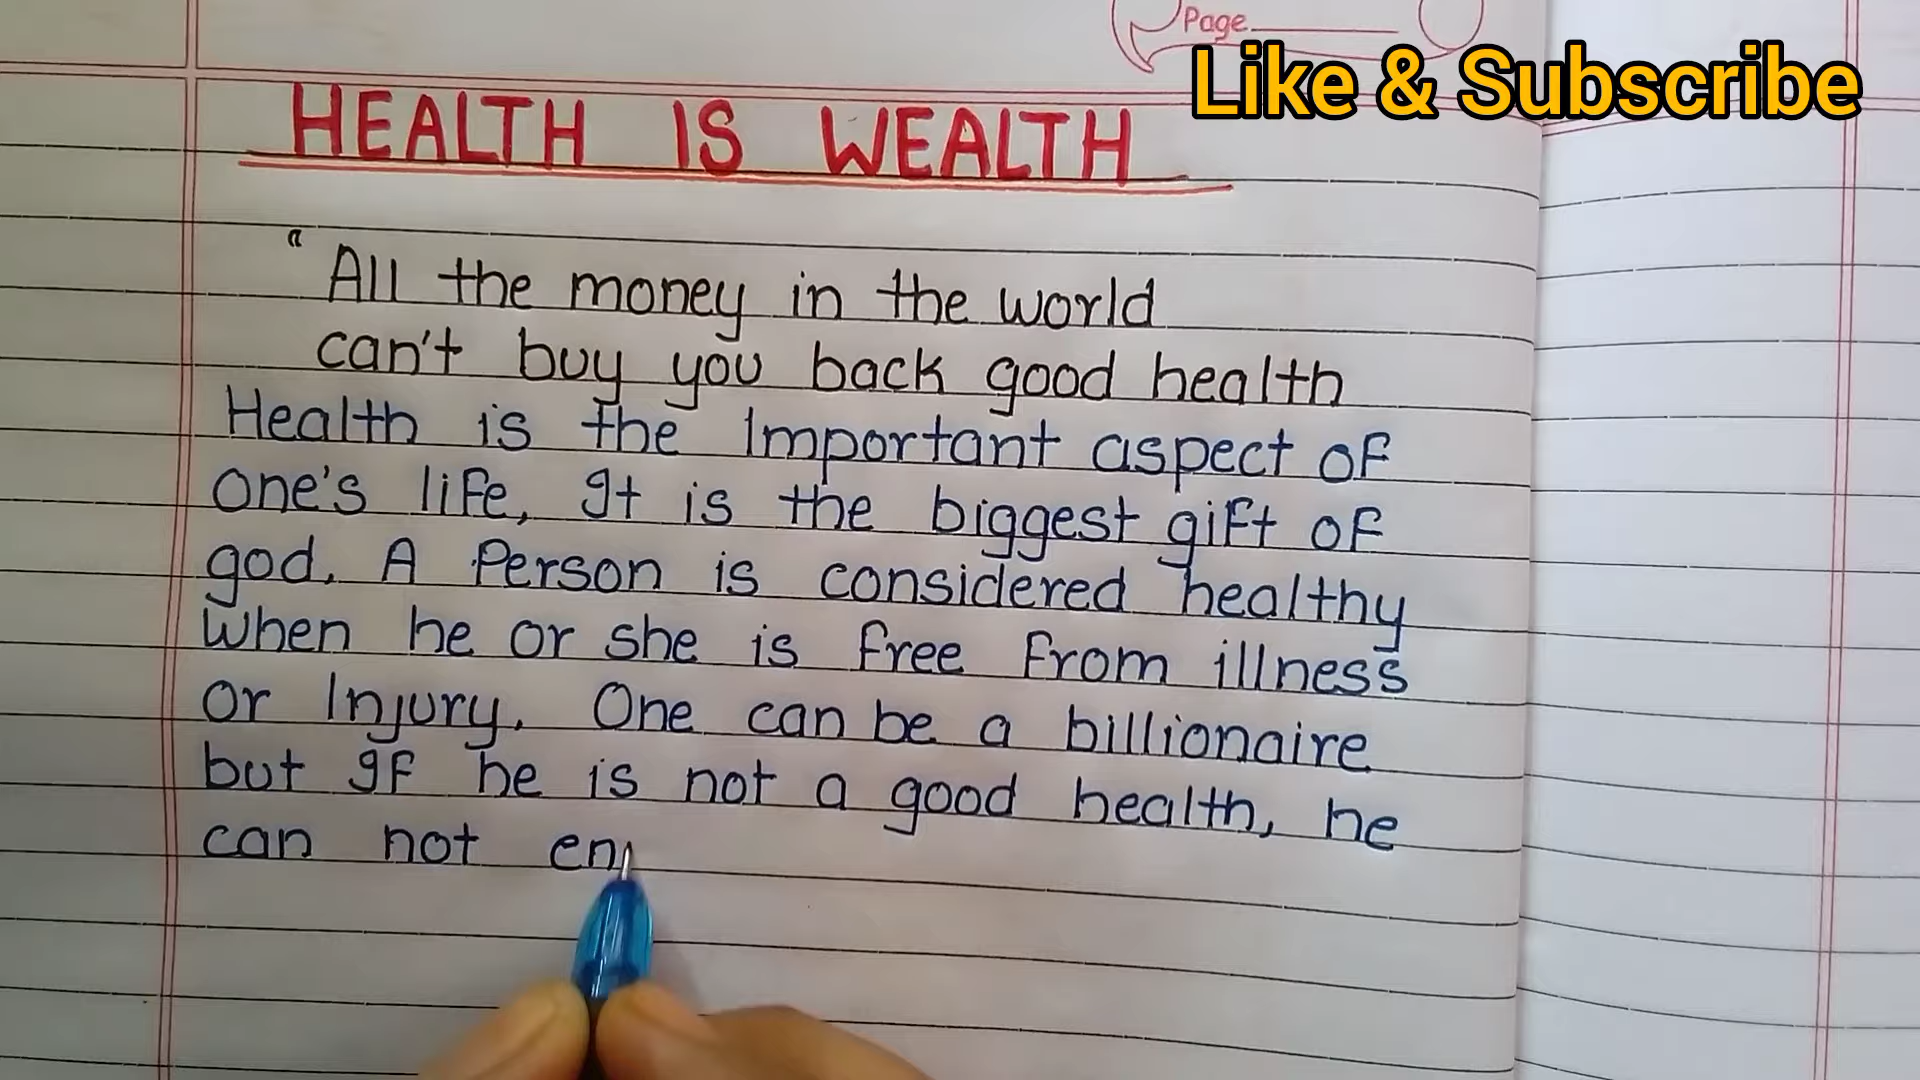 Page
Like & Subscribe
HEALTH IS WEALTH
" All the money in the world
can't buy you back good health
Health is the Important aspect of
one's life, It is the biggest gift of
god. A Person is considered healthy
When he or she is free from illness
or Injury. One can be a billionaire
but If he is not a good health, he
can not en